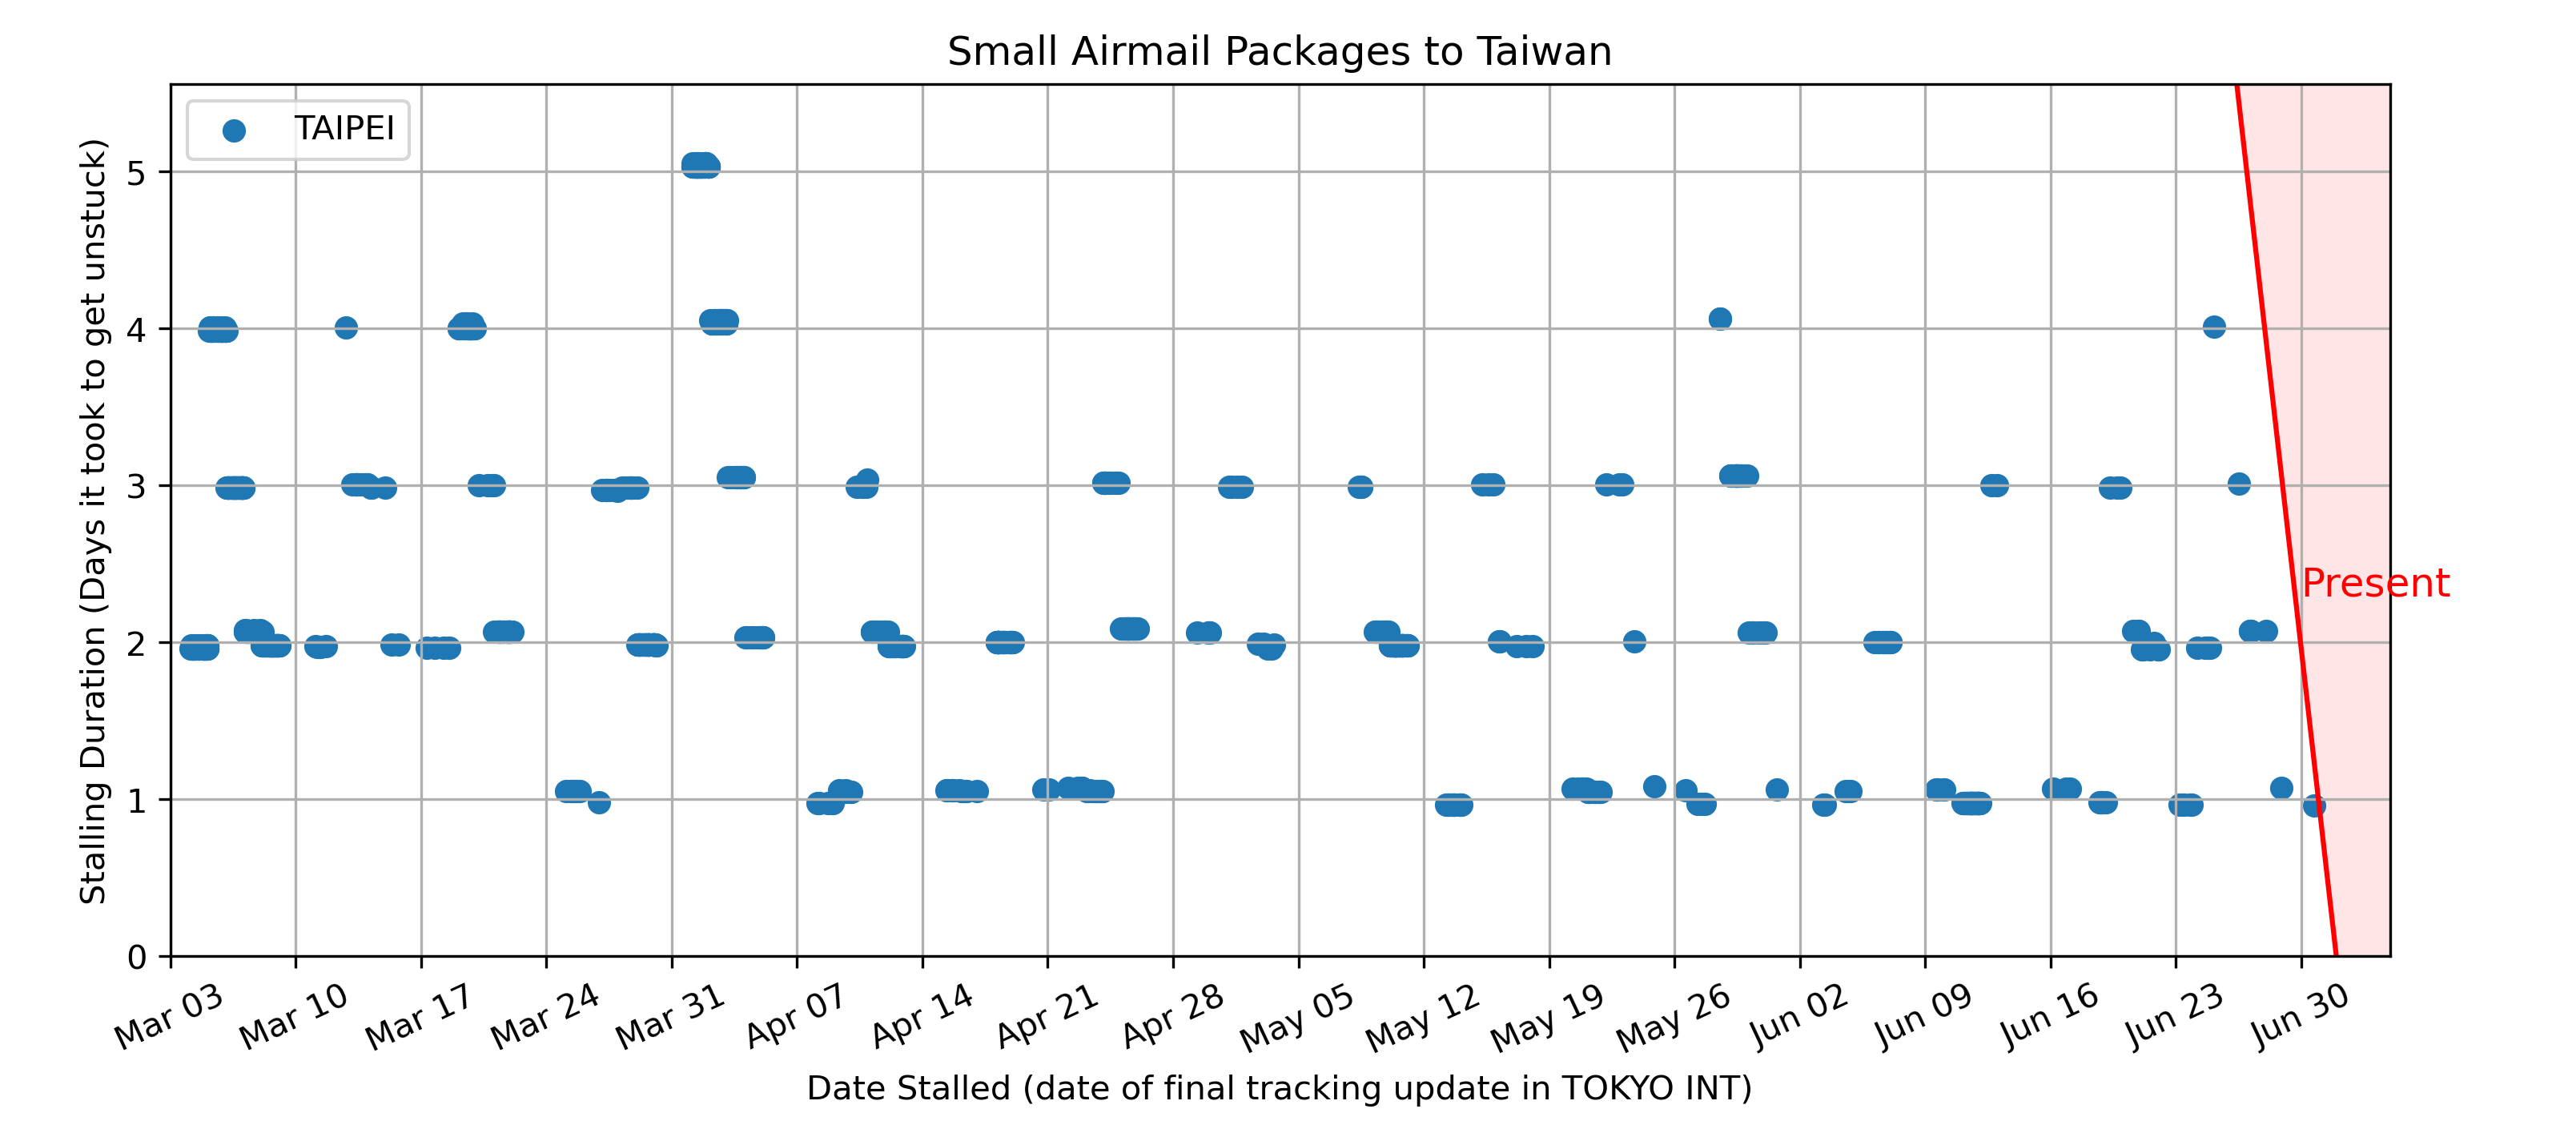 Small Airmail Packages to Taiwan
TAIPEI
Stalling Duration (Days it took to get unstuck)
5
4
3
2
1
0
Present
Mar 03
Mar 10
Mar 17
Mar 24
Mar 31
Apr 07
Apr 14
Apr 21
Apr 28
May 05
May 12
May 19
May 26
Jun 02
Jun 09
Jun 16
Jun 23
Jun 30
Date Stalled (date of final tracking update in TOKYO INT)